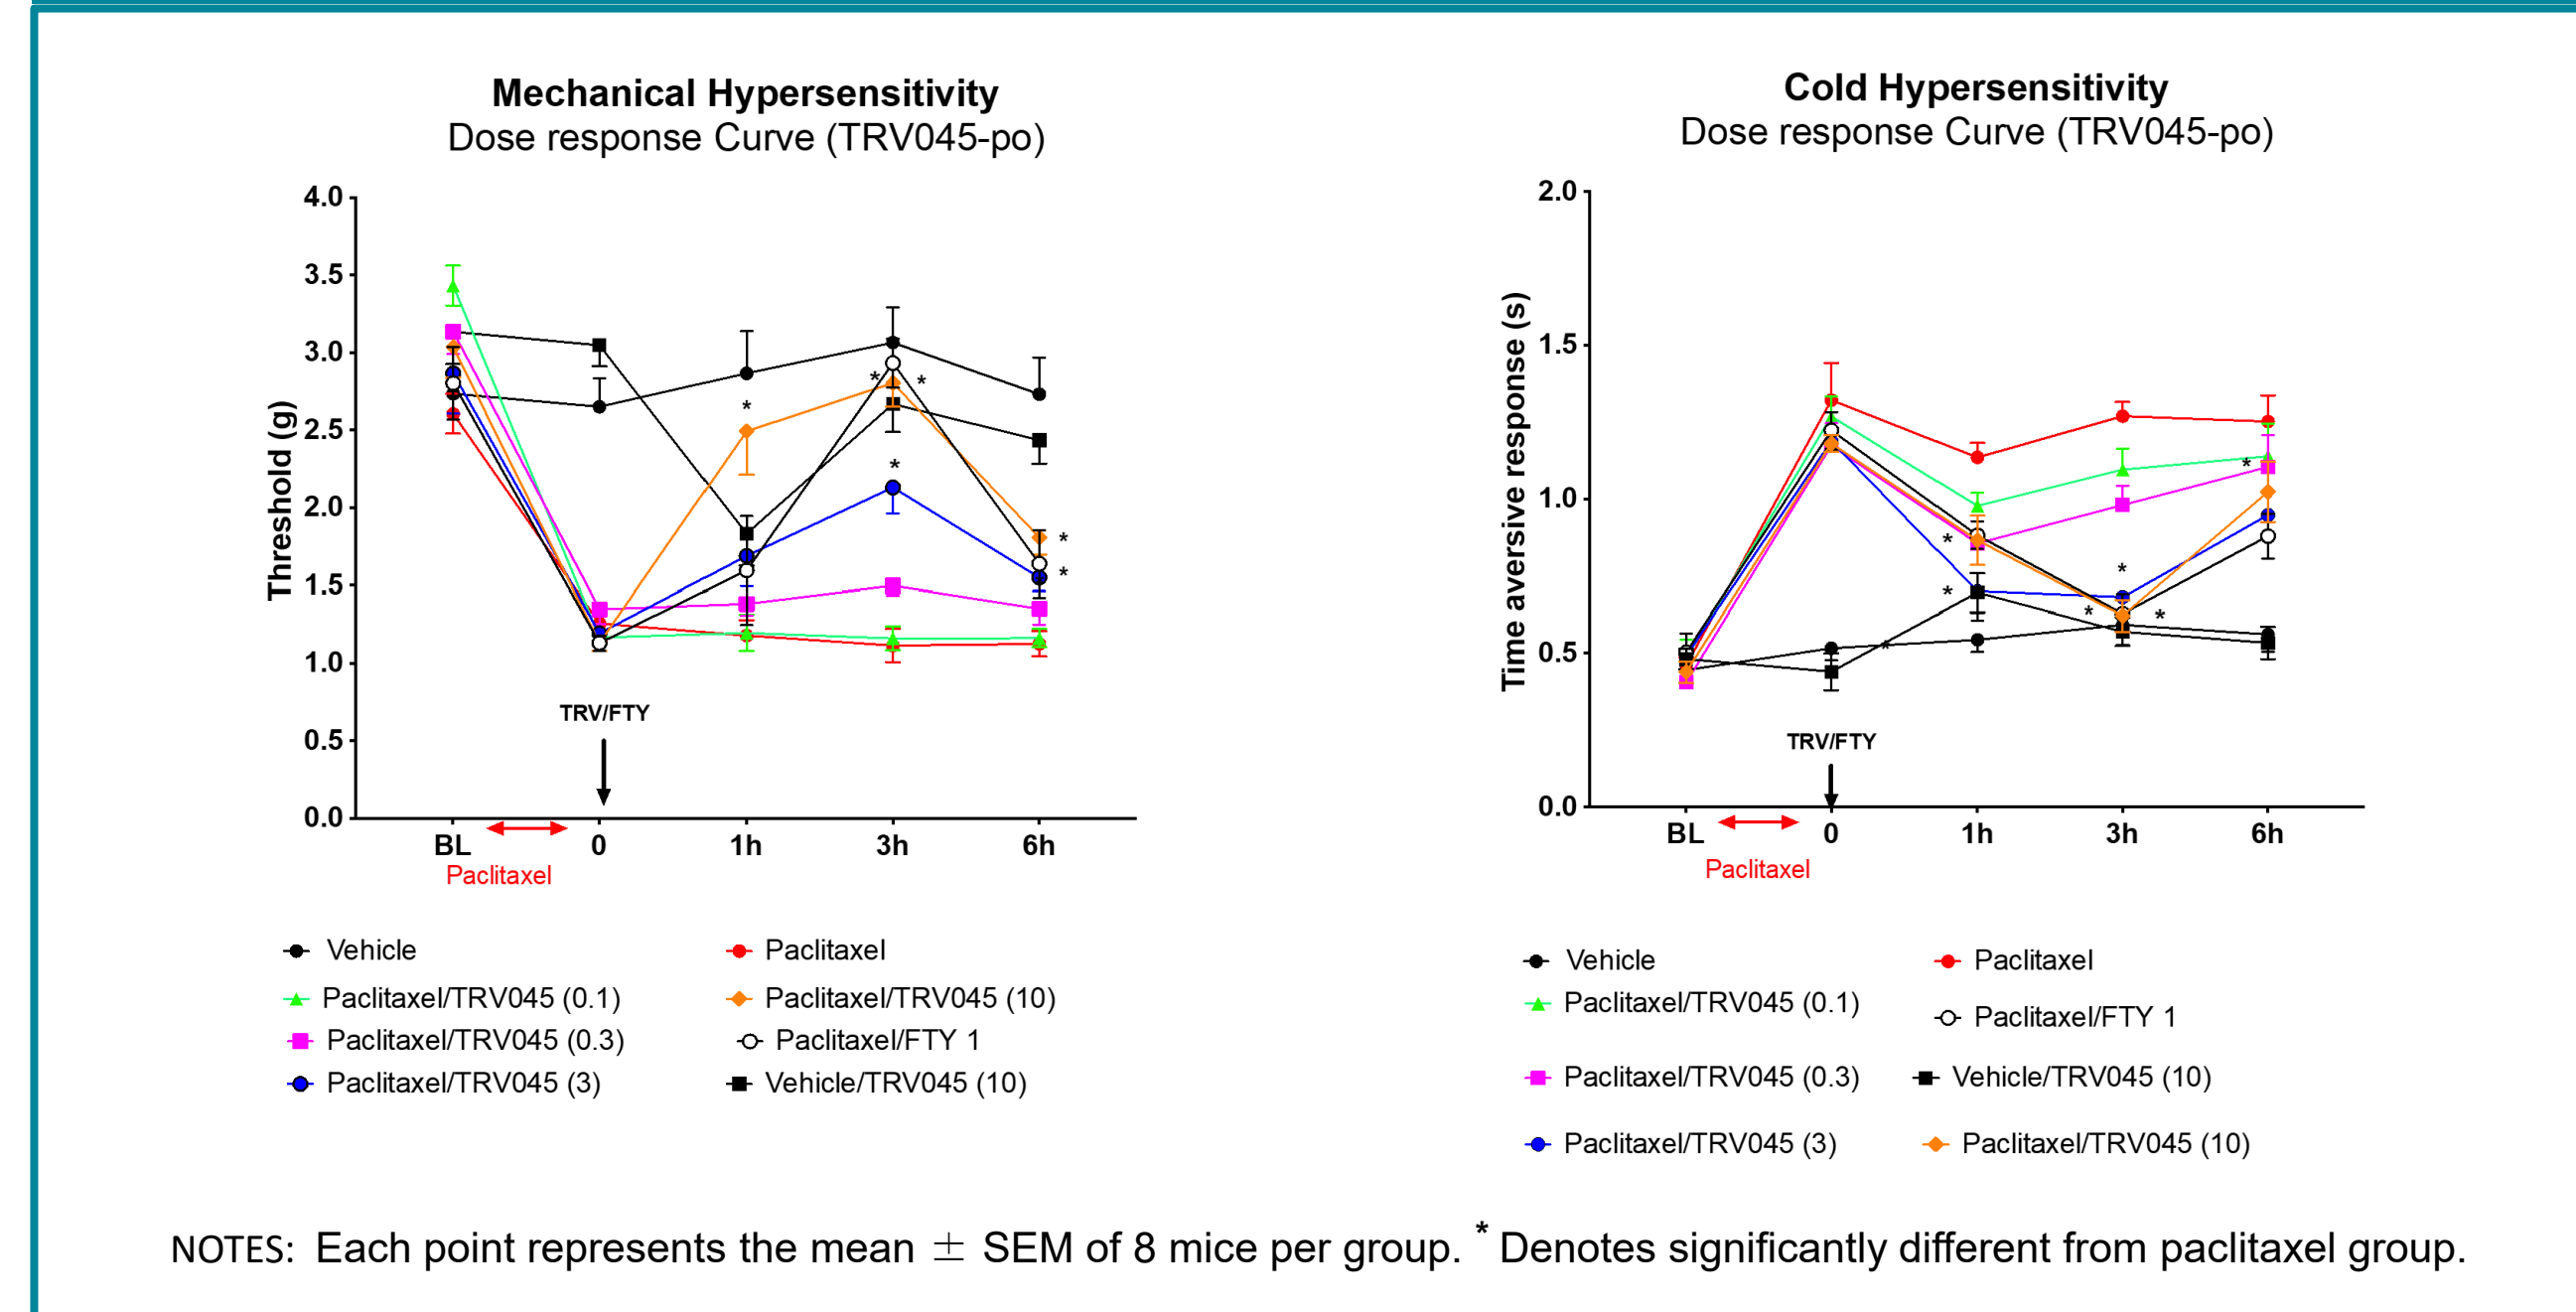 Mechanical Hypersensitivity
Dose response Curve (TRV045-po)
4.0
3.5
3.0
2.5
2.0
1.5
1.0
0.5
0.0
Threshold (g)
* * * * * *
TRV/FTY
BL 0 1h 3h 6h
Paclitaxel
Vehicle
Paclitaxel
Paclitaxel/TRV045 (0.1)
Paclitaxel/TRV045 (10)
Paclitaxel/TRV045 (0.3)
Paclitaxel/FTY 1
Paclitaxel/TRV045 (3)
Vehicle/TRV045 (10)
Cold Hypersensitivity
Dose response Curve (TRV045-po)
2.0
1.5
1.0
0.5
0.0
Time aversive response (s)
* * * * * * *
TRV/FTY
BL 0 1h 3h 6h
Paclitaxel
Vehicle
Paclitaxel
Paclitaxel/TRV045 (0.1)
Paclitaxel/FTY 1
Paclitaxel/TRV045 (0.3)
Vehicle/TRV045 (10)
Paclitaxel/TRV045 (3)
Paclitaxel/TRV045 (10)
NOTES: Each point represents the mean ± SEM of 8 mice per group. * Denotes significantly different from paclitaxel group.